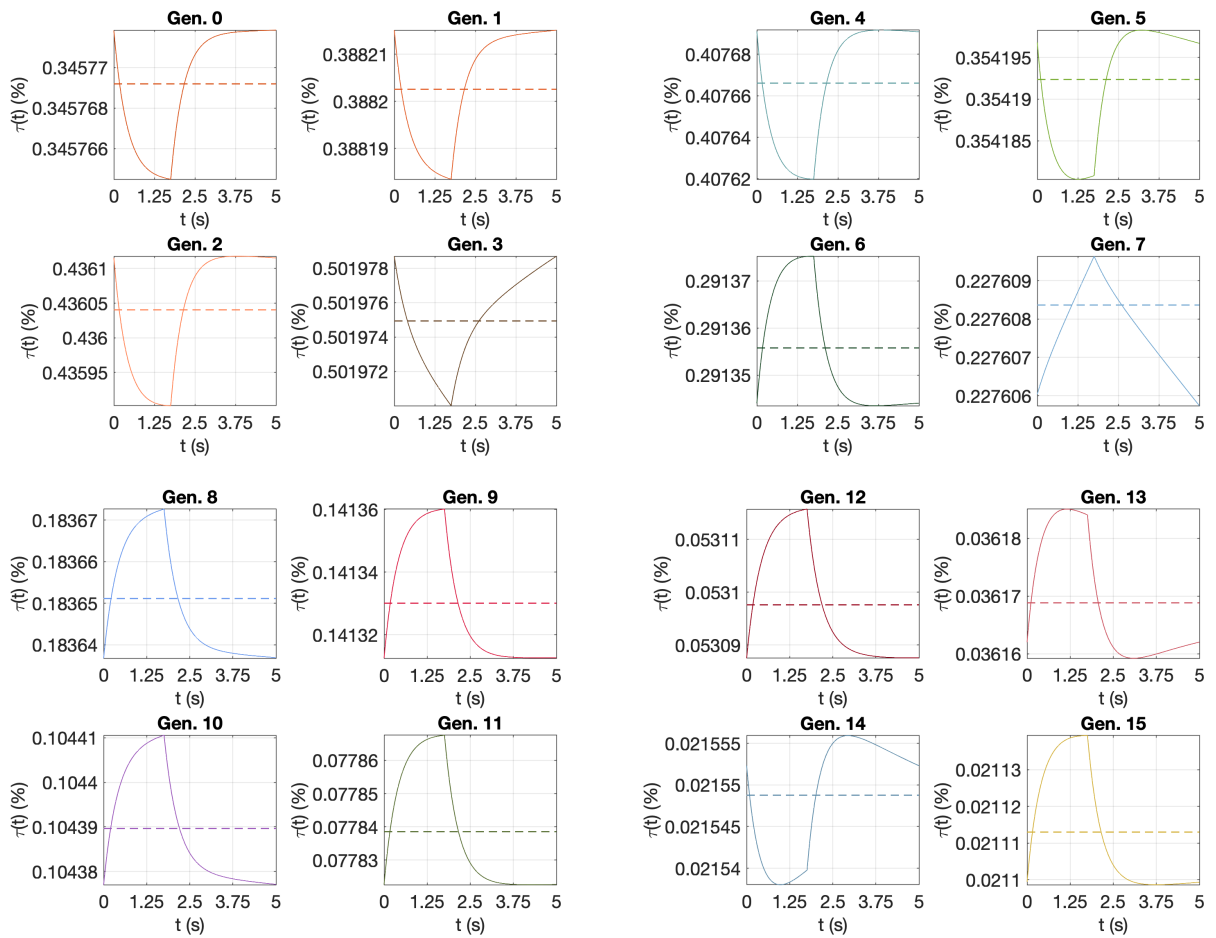 Gen. 0
τ(t) (%)
0.34577
0.345768
0.345766
0 1.25 2.5 3.75 5
t (s)
Gen. 1
τ(t) (%)
0.38821
0.3882
0.38819
0 1.25 2.5 3.75 5
t (s)
Gen. 4
τ(t) (%)
0.40768
0.40766
0.40764
0.40762
0 1.25 2.5 3.75 5
t (s)
Gen. 5
τ(t) (%)
0.354195
0.35419
0.354185
0 1.25 2.5 3.75 5
t (s)
Gen. 2
τ(t) (%)
0.4361
0.43605
0.436
0.43595
0 1.25 2.5 3.75 5
t (s)
Gen. 3
τ(t) (%)
0.501978
0.501976
0.501974
0.501972
0 1.25 2.5 3.75 5
t (s)
Gen. 6
τ(t) (%)
0.29137
0.29136
0.29135
0 1.25 2.5 3.75 5
t (s)
Gen. 7
τ(t) (%)
0.227609
0.227608
0.227607
0.227606
0 1.25 2.5 3.75 5
t (s)
Gen. 8
τ(t) (%)
0.18367
0.18366
0.18365
0.18364
0 1.25 2.5 3.75 5
t (s)
Gen. 9
τ(t) (%)
0.14136
0.14134
0.14132
0 1.25 2.5 3.75 5
t (s)
Gen. 12
τ(t) (%)
0.05311
0.0531
0.05309
0 1.25 2.5 3.75 5
t (s)
Gen. 13
τ(t) (%)
0.03618
0.03617
0.03616
0 1.25 2.5 3.75 5
t (s)
Gen. 10
τ(t) (%)
0.10441
0.1044
0.10439
0.10438
0 1.25 2.5 3.75 5
t (s)
Gen. 11
τ(t) (%)
0.07786
0.07785
0.07784
0.07783
0 1.25 2.5 3.75 5
t (s)
Gen. 14
τ(t) (%)
0.021555
0.02155
0.021545
0.02154
0 1.25 2.5 3.75 5
t (s)
Gen. 15
τ(t) (%)
0.02113
0.02112
0.02111
0.0211
0 1.25 2.5 3.75 5
t (s)